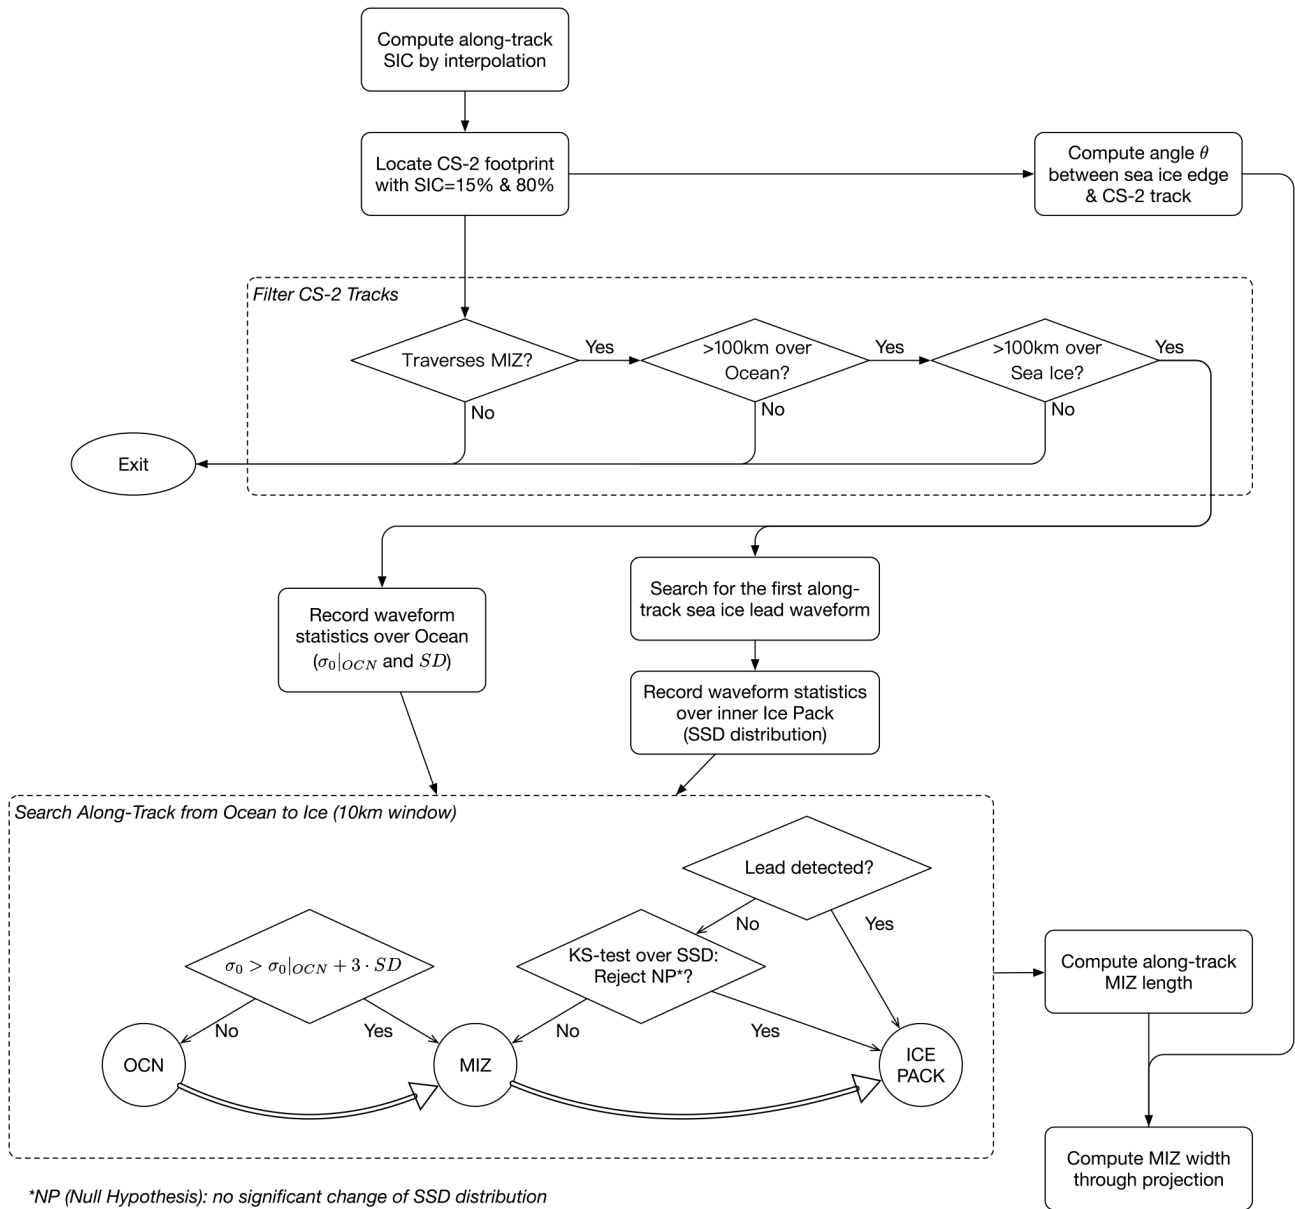 Compute along-track
SIC by interpolation
Locate CS-2 footprint
with SIC=15% & 80%
Compute angle θ
between sea ice edge
& CS-2 track
Filter CS-2 Tracks
Traverses MIZ?
Yes
>100km over
Ocean?
Yes
>100km over
Sea Ice?
Yes
No
No
No
Exit
Search for the first along-
track sea ice lead waveform
Record waveform
statistics over Ocean
(σ₀|OCN and SD)
Record waveform statistics
over inner Ice Pack
(SSD distribution)
Search Along-Track from Ocean to Ice (10km window)
Lead detected?
No
Yes
σ₀ > σ₀|OCN + 3 · SD
KS-test over SSD:
Reject NP*?
No
Yes
No
Yes
OCN
MIZ
ICE
PACK
Compute along-track
MIZ length
Compute MIZ width
through projection
*NP (Null Hypothesis): no significant change of SSD distribution